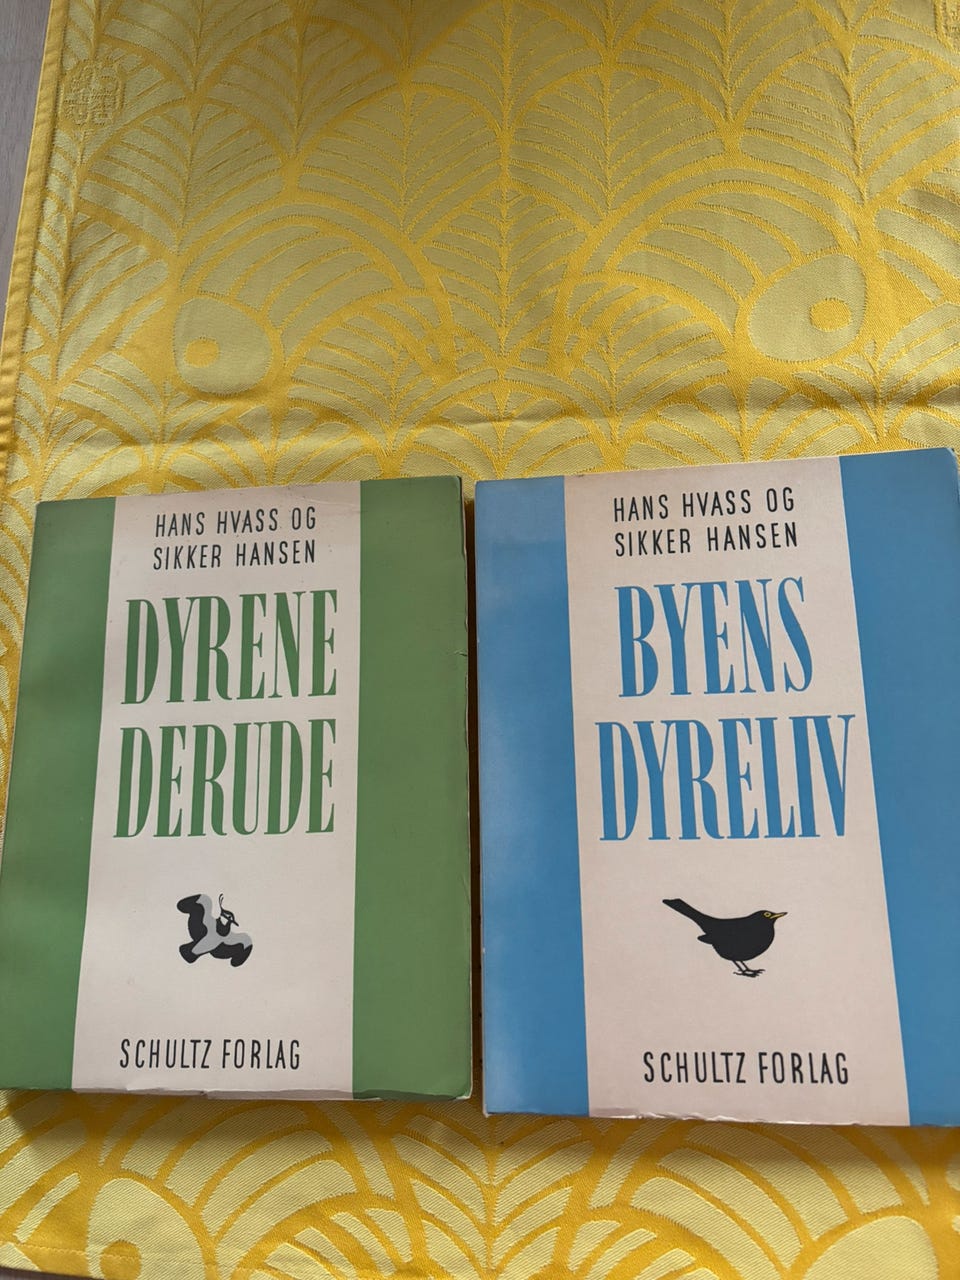 HANS HVASS OG
SIKKER HANSEN
DYRENE
DERUDE
SCHULTZ FORLAG
HANS HVASS OG
SIKKER HANSEN
BYENS
DYRELIV
SCHULTZ FORLAG